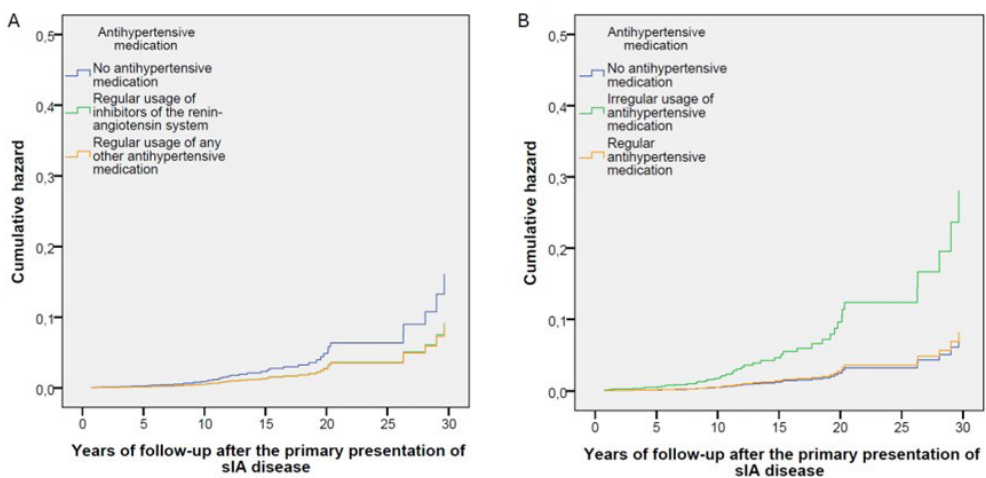 A
Antihypertensive
medication
No antihypertensive
medication
Regular usage of
inhibitors of the renin-
angiotensin system
Regular usage of any
other antihypertensive
medication
Cumulative hazard
0,5
0,4
0,3
0,2
0,1
0,0
0 5 10 15 20 25 30
Years of follow-up after the primary presentation of
sIA disease
B
Antihypertensive
medication
No antihypertensive
medication
Irregular usage of
antihypertensive
medication
Regular
antihypertensive
medication
Cumulative hazard
0,5
0,4
0,3
0,2
0,1
0,0
0 5 10 15 20 25 30
Years of follow-up after the primary presentation of
sIA disease